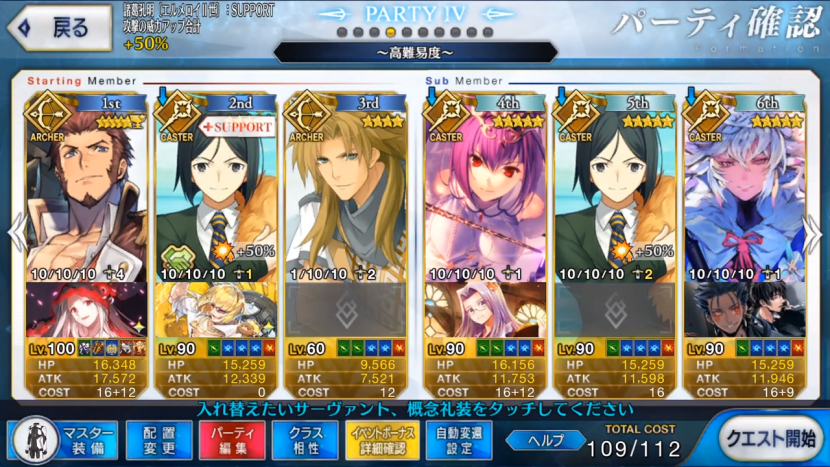 戻る
諸葛孔明〔エルメロイⅡ世〕:SUPPORT
攻撃の威力アップ合計
+50%
PARTY Ⅳ
～高難易度～
パーティ確認
Formation
Starting Member
Sub Member
1st
2nd
3rd
4th
5th
6th
ARCHER
CASTER
ARCHER
CASTER
CASTER
CASTER
+SUPPORT
+50%
+50%
10/10/10 4
10/10/10 1
1/10/10 2
10/10/10 1
10/10/10 2
10/10/10 1
Lv.100
Lv.90
Lv.60
Lv.90
Lv.90
Lv.90
HP 16,348
HP 15,259
HP 9,566
HP 16,156
HP 15,259
HP 15,259
ATK 17,572
ATK 12,339
ATK 7,521
ATK 11,753
ATK 11,598
ATK 11,946
COST 16+12
COST 0
COST 12
COST 16+12
COST 16
COST 16+9
入れ替えたいサーヴァント、概念礼装をタッチしてください
マスター装備
配置変更
パーティ編集
クラス相性
イベントボーナス詳細確認
自動変還設定
ヘルプ
TOTAL COST
109/112
クエスト開始